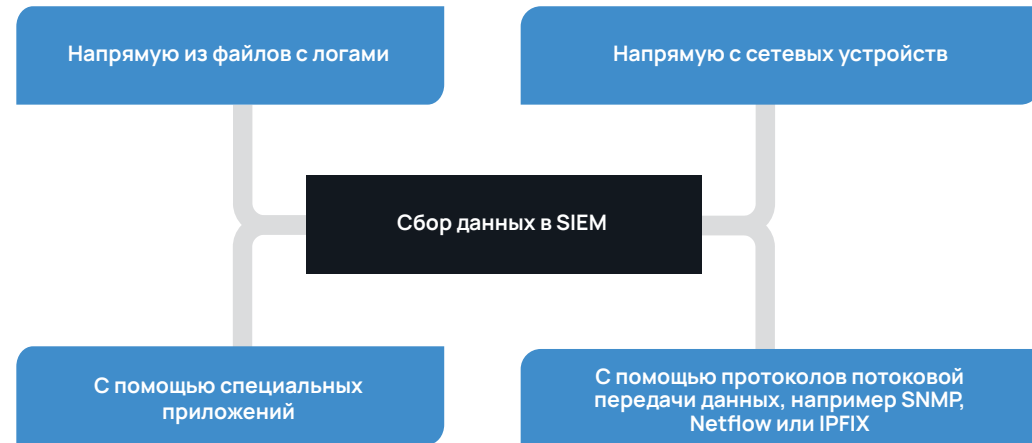 Напрямую из файлов с логами
Напрямую с сетевых устройств
Сбор данных в SIEM
С помощью специальных
приложений
С помощью протоколов потоковой
передачи данных, например SNMP,
Netflow или IPFIX